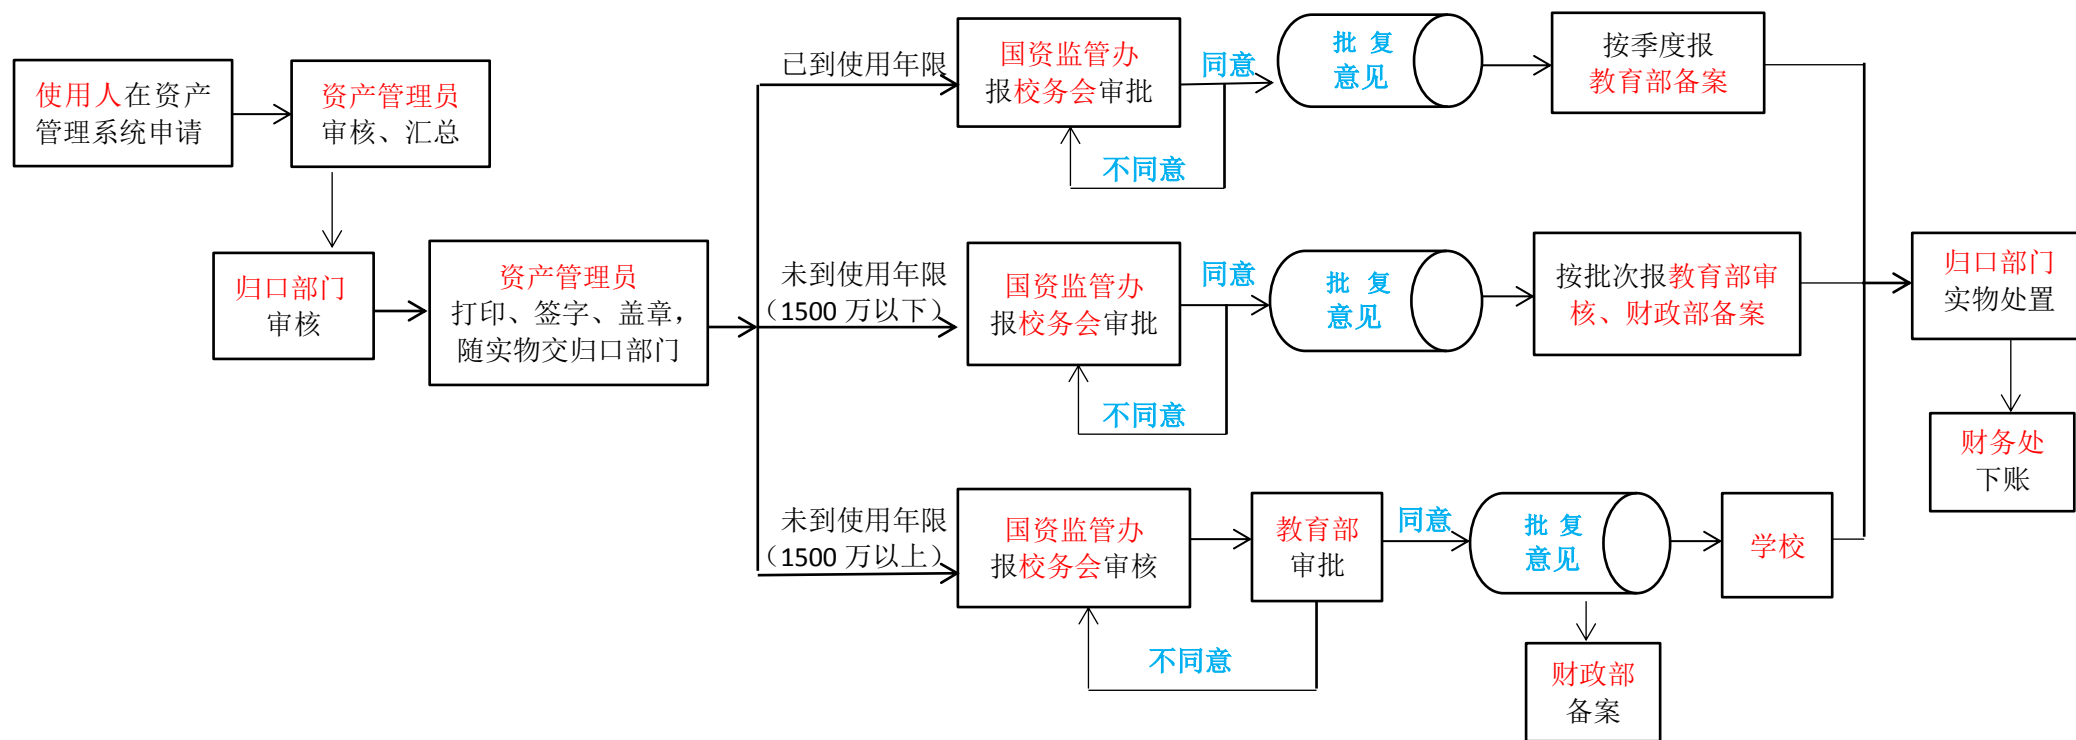 使用人在资产
管理系统申请
资产管理员
审核、汇总
归口部门
审核
资产管理员
打印、签字、盖章，
随实物交归口部门
已到使用年限
国资监管办
报校务会审批
同意
不同意
批 复
意见
按季度报
教育部备案
未到使用年限
（1500 万以下）
国资监管办
报校务会审批
同意
不同意
批 复
意见
按批次报教育部审
核、财政部备案
未到使用年限
（1500 万以上）
国资监管办
报校务会审核
教育部
审批
同意
不同意
批 复
意见
财政部
备案
学校
归口部门
实物处置
财务处
下账